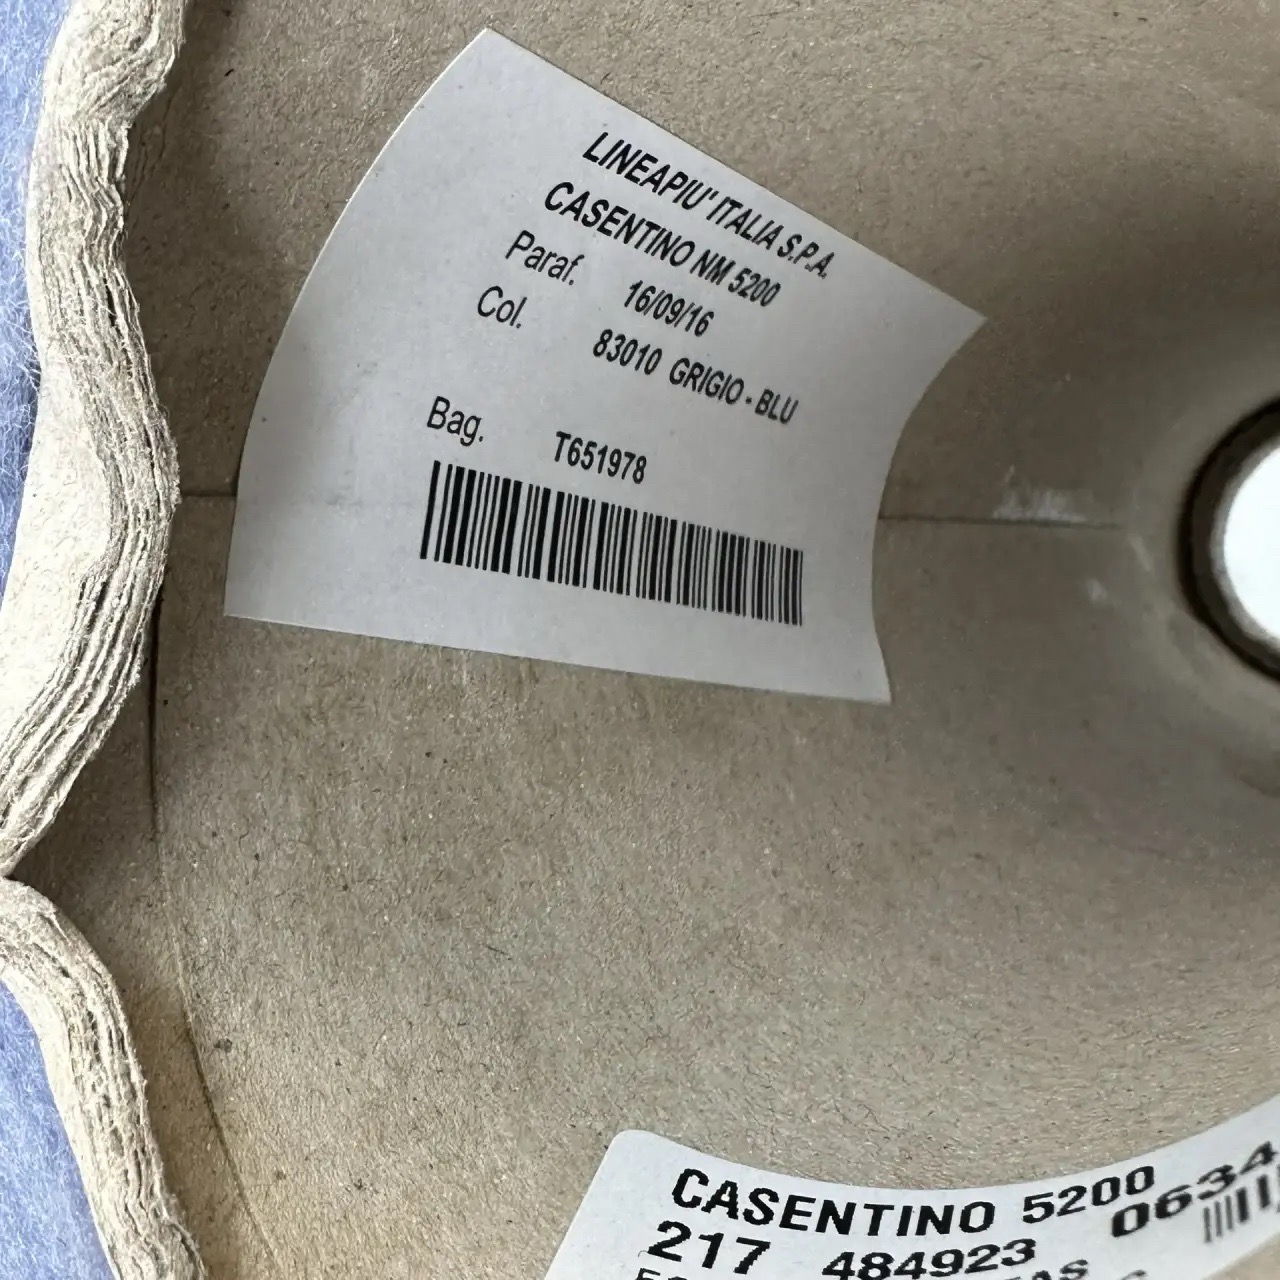 LINEAPIU' ITALIA S.P.A.
CASENTINO NM 5200
Paraf. 16/09/16
Col. 83010 GRIGIO - BLU
Bag. T651978
CASENTINO 5200 0634
217 484923